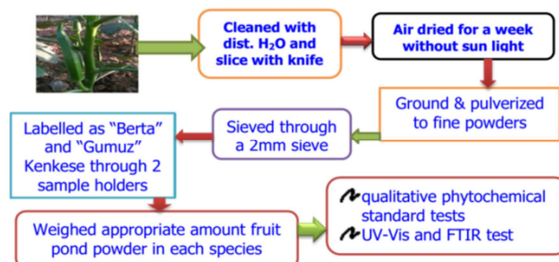 Cleaned with
dist. H₂O and
slice with knife
Air dried for a week
without sun light
Ground & pulverized
to fine powders
Sieved through
a 2mm sieve
Labelled as “Berta”
and “Gumuz”
Kenkese through 2
sample holders
Weighed appropriate amount fruit
pond powder in each species
qualitative phytochemical
standard tests
UV-Vis and FTIR test